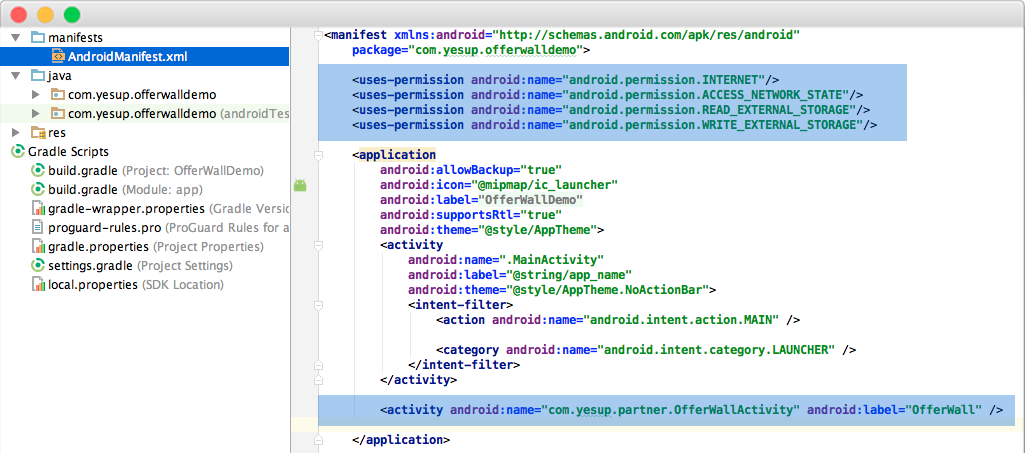 manifests
AndroidManifest.xml
java
com.yesup.offerwalldemo
com.yesup.offerwalldemo (androidTes
res
Gradle Scripts
build.gradle (Project: OfferWallDemo)
build.gradle (Module: app)
gradle-wrapper.properties (Gradle Versio
proguard-rules.pro (ProGuard Rules for a
gradle.properties (Project Properties)
settings.gradle (Project Settings)
local.properties (SDK Location)
<manifest xmlns:android="http://schemas.android.com/apk/res/android"
package="com.yesup.offerwalldemo">
<uses-permission android:name="android.permission.INTERNET"/>
<uses-permission android:name="android.permission.ACCESS_NETWORK_STATE"/>
<uses-permission android:name="android.permission.READ_EXTERNAL_STORAGE"/>
<uses-permission android:name="android.permission.WRITE_EXTERNAL_STORAGE"/>
<application
android:allowBackup="true"
android:icon="@mipmap/ic_launcher"
android:label="OfferWallDemo"
android:supportsRtl="true"
android:theme="@style/AppTheme">
<activity
android:name=".MainActivity"
android:label="@string/app_name"
android:theme="@style/AppTheme.NoActionBar">
<intent-filter>
<action android:name="android.intent.action.MAIN" />
<category android:name="android.intent.category.LAUNCHER" />
</intent-filter>
</activity>
<activity android:name="com.yesup.partner.OfferWallActivity" android:label="OfferWall" />
</application>